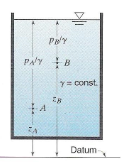 p_B/γ
p_A/γ
B
γ = const.
z_B
A
z_A
Datum